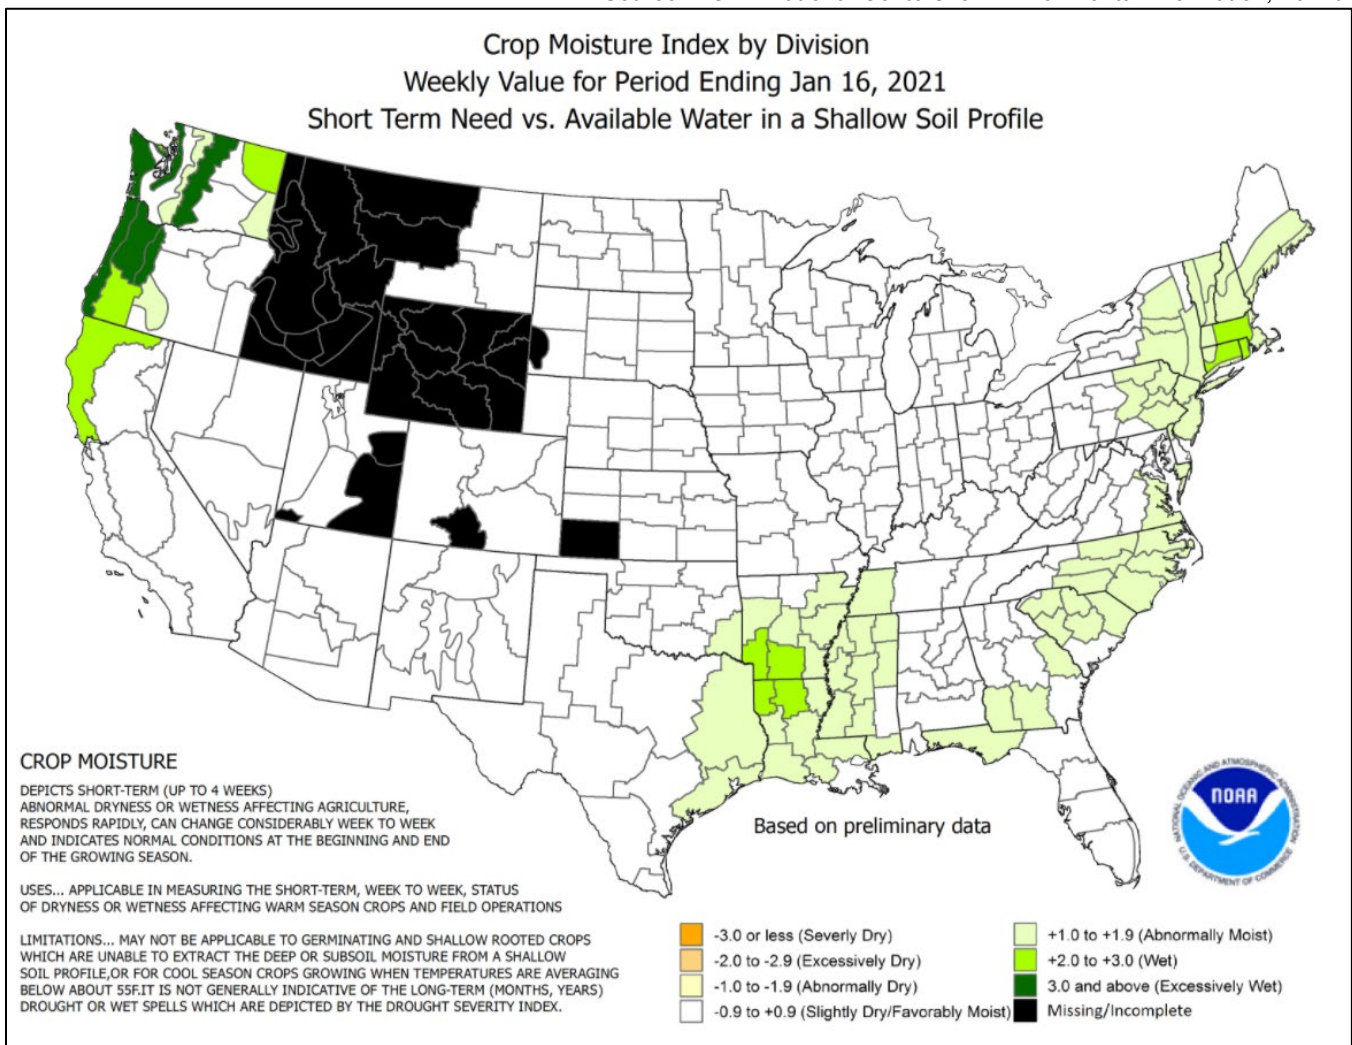 Crop Moisture Index by Division
Weekly Value for Period Ending Jan 16, 2021
Short Term Need vs. Available Water in a Shallow Soil Profile
CROP MOISTURE
DEPICTS SHORT-TERM (UP TO 4 WEEKS)
ABNORMAL DRYNESS OR WETNESS AFFECTING AGRICULTURE,
RESPONDS RAPIDLY, CAN CHANGE CONSIDERABLY WEEK TO WEEK
AND INDICATES NORMAL CONDITIONS AT THE BEGINNING AND END
OF THE GROWING SEASON.
USES... APPLICABLE IN MEASURING THE SHORT-TERM, WEEK TO WEEK, STATUS
OF DRYNESS OR WETNESS AFFECTING WARM SEASON CROPS AND FIELD OPERATIONS
LIMITATIONS... MAY NOT BE APPLICABLE TO GERMINATING AND SHALLOW ROOTED CROPS
WHICH ARE UNABLE TO EXTRACT THE DEEP OR SUBSOIL MOISTURE FROM A SHALLOW
SOIL PROFILE,OR FOR COOL SEASON CROPS GROWING WHEN TEMPERATURES ARE AVERAGING
BELOW ABOUT 55F.IT IS NOT GENERALLY INDICATIVE OF THE LONG-TERM (MONTHS, YEARS)
DROUGHT OR WET SPELLS WHICH ARE DEPICTED BY THE DROUGHT SEVERITY INDEX.
Based on preliminary data
NATIONAL OCEANIC AND ATMOSPHERIC ADMINISTRATION
NOAA
U.S. DEPARTMENT OF COMMERCE
-3.0 or less (Severly Dry)
-2.0 to -2.9 (Excessively Dry)
-1.0 to -1.9 (Abnormally Dry)
-0.9 to +0.9 (Slightly Dry/Favorably Moist)
+1.0 to +1.9 (Abnormally Moist)
+2.0 to +3.0 (Wet)
3.0 and above (Excessively Wet)
Missing/Incomplete